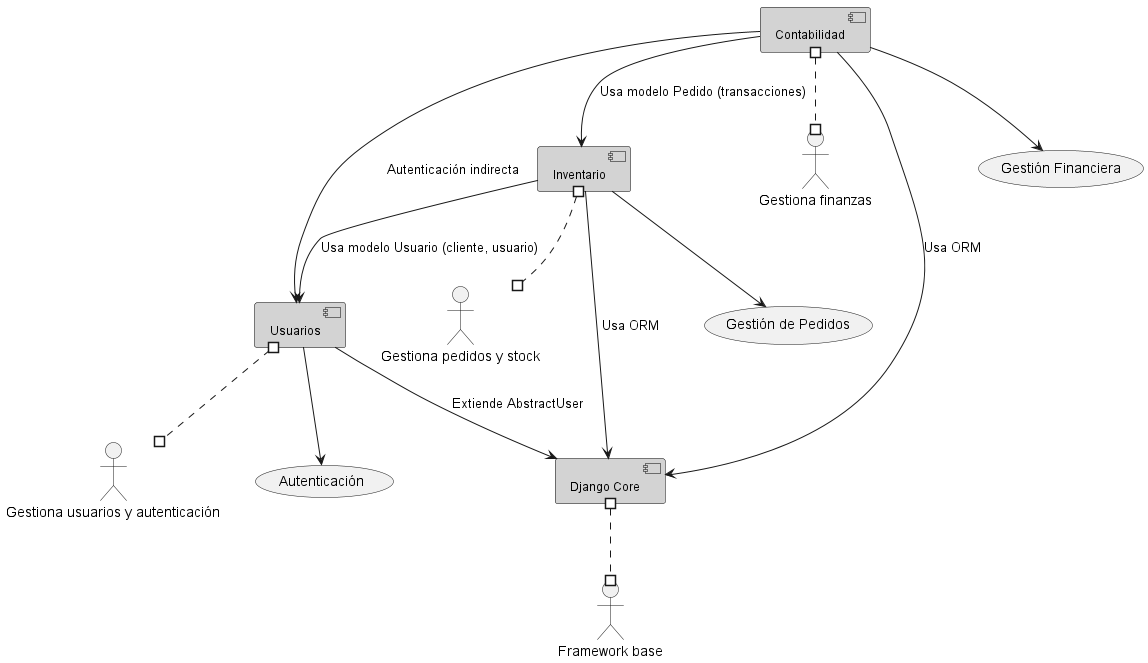 Contabilidad
Usa modelo Pedido (transacciones)
Autenticación indirecta
Inventario
Gestiona finanzas
Gestión Financiera
Usa modelo Usuario (cliente, usuario)
Usa ORM
Usuarios
Gestiona pedidos y stock
Usa ORM
Gestión de Pedidos
Extiende AbstractUser
Gestiona usuarios y autenticación
Autenticación
Django Core
Framework base